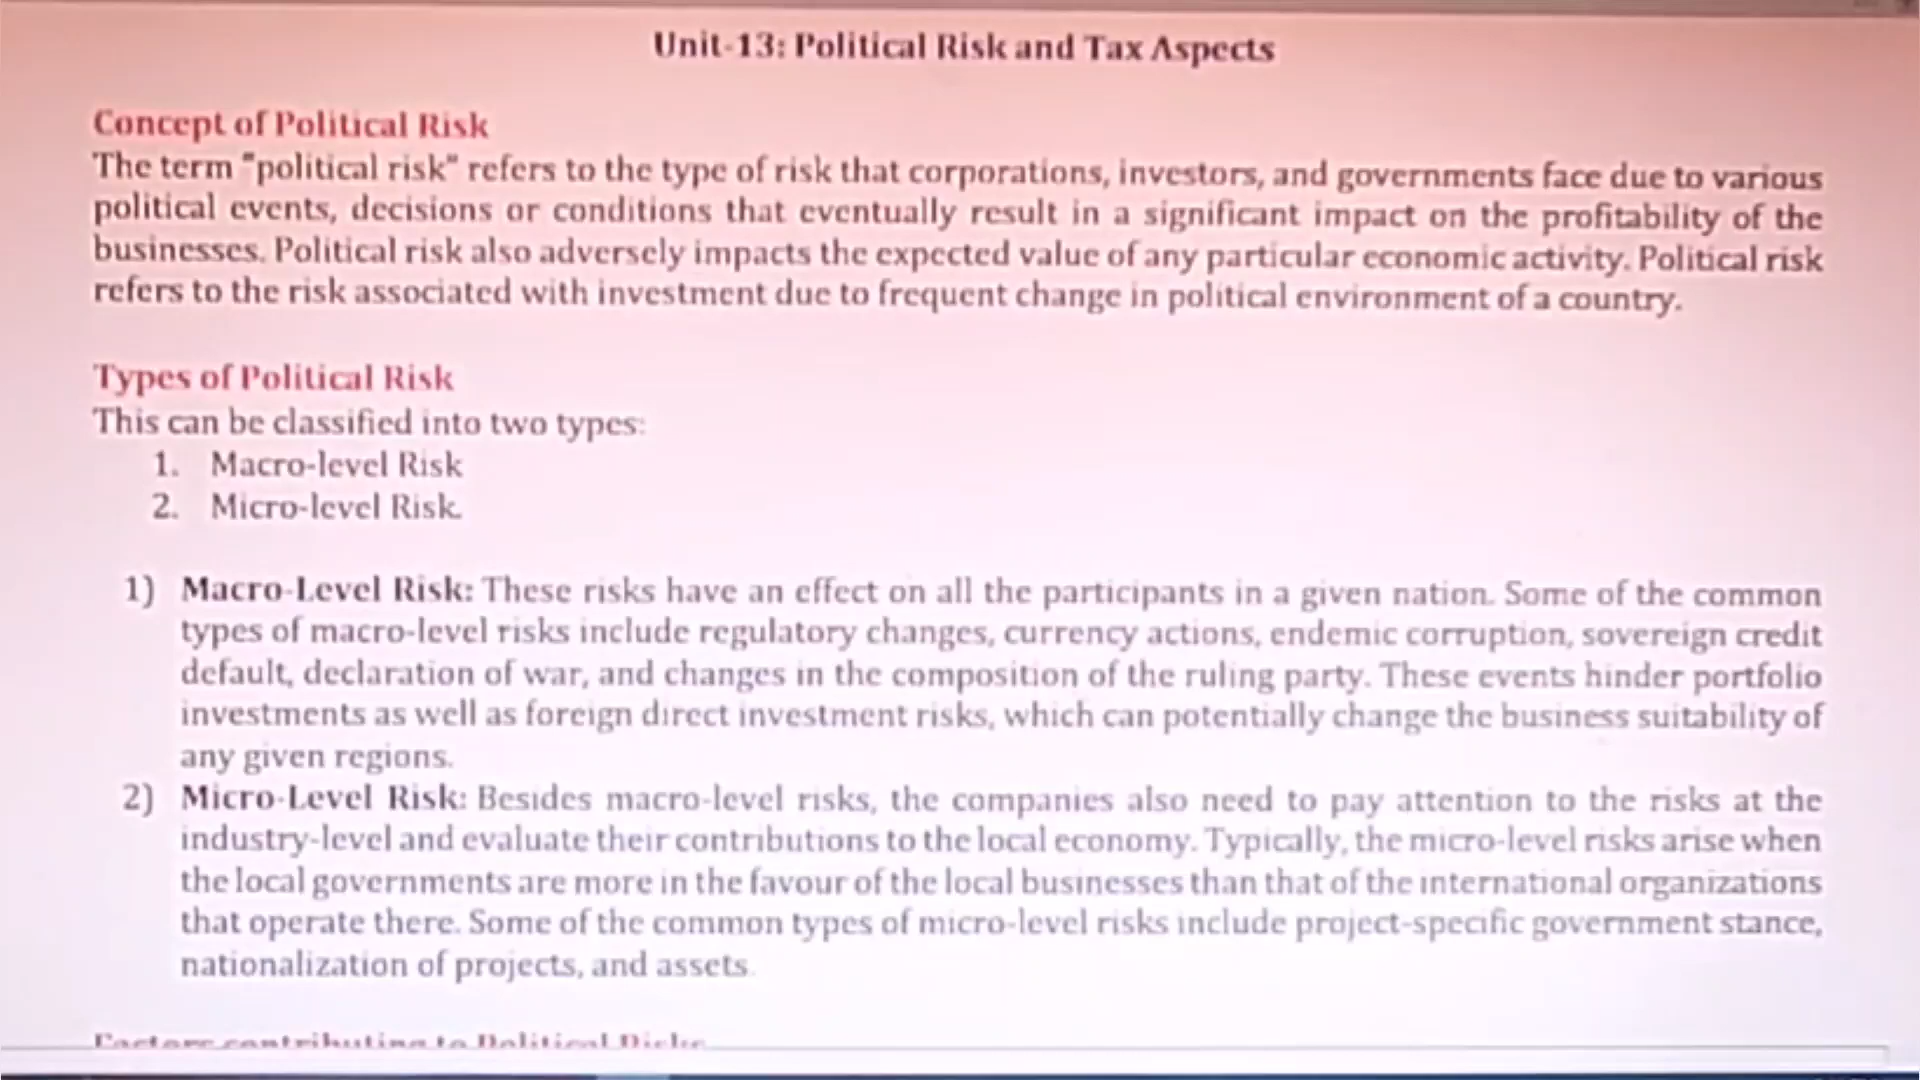 Unit-13: Political Risk and Tax Aspects
Concept of Political Risk
The term "political risk" refers to the type of risk that corporations, investors, and governments face due to various
political events, decisions or conditions that eventually result in a significant impact on the profitability of the
businesses. Political risk also adversely impacts the expected value of any particular economic activity. Political risk
refers to the risk associated with investment due to frequent change in political environment of a country.
Types of Political Risk
This can be classified into two types:
1. Macro-level Risk
2. Micro-level Risk.
1) Macro-Level Risk: These risks have an effect on all the participants in a given nation. Some of the common
types of macro-level risks include regulatory changes, currency actions, endemic corruption, sovereign credit
default, declaration of war, and changes in the composition of the ruling party. These events hinder portfolio
investments as well as foreign direct investment risks, which can potentially change the business suitability of
any given regions.
2) Micro-Level Risk: Besides macro-level risks, the companies also need to pay attention to the risks at the
industry-level and evaluate their contributions to the local economy. Typically, the micro-level risks arise when
the local governments are more in the favour of the local businesses than that of the international organizations
that operate there. Some of the common types of micro-level risks include project-specific government stance,
nationalization of projects, and assets.
Factors contributing to Political Risks